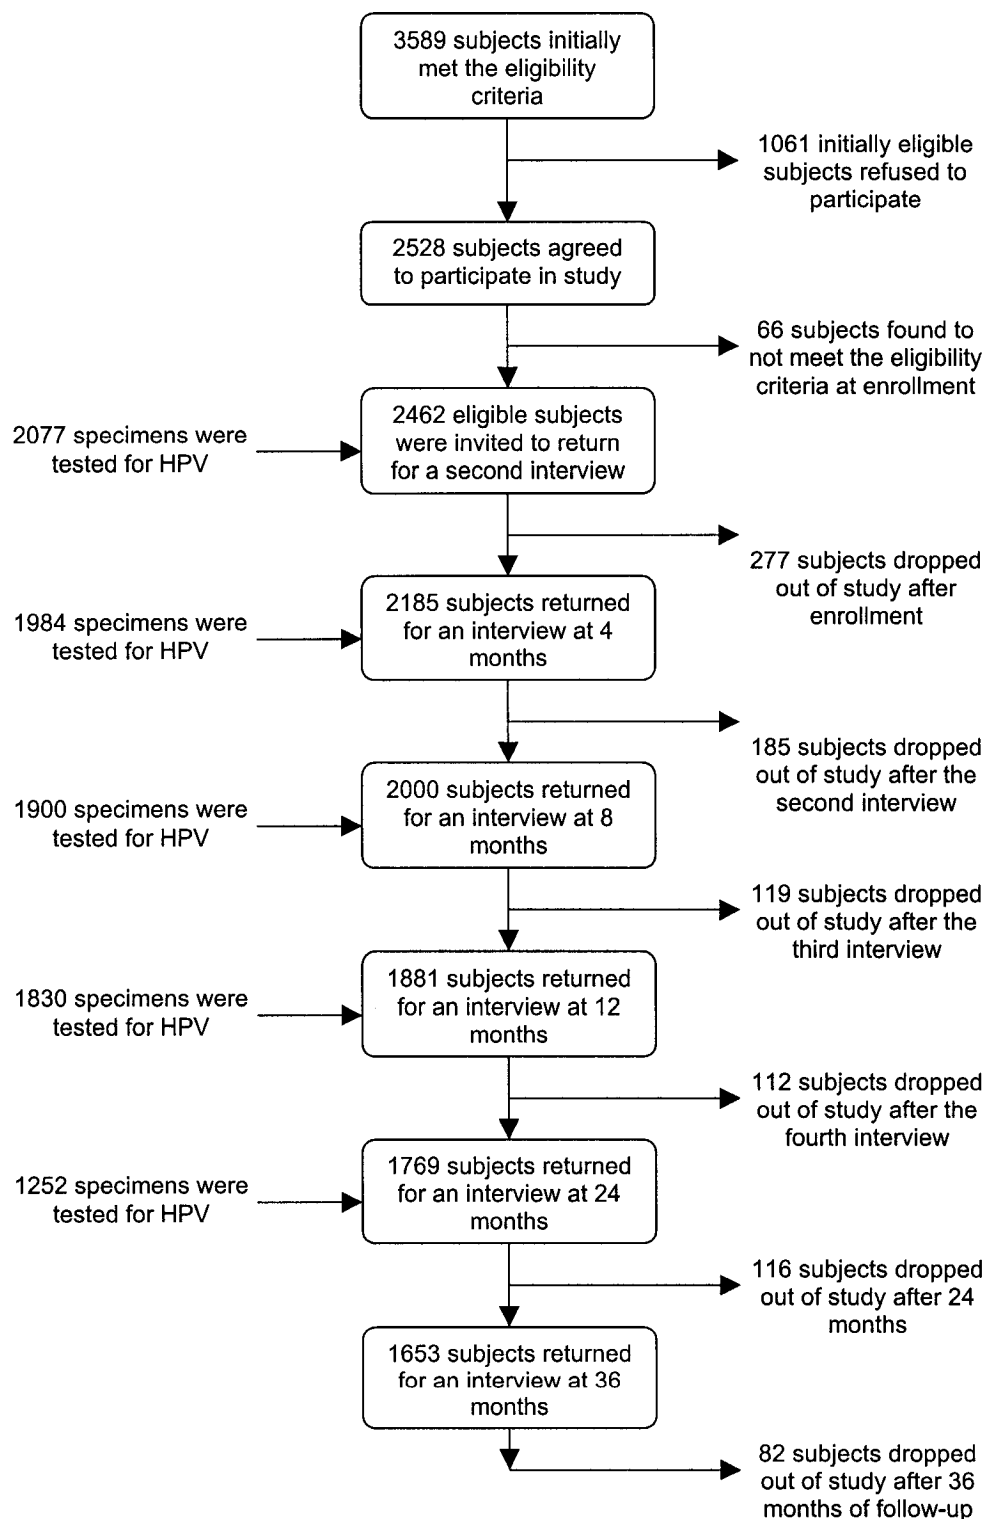 3589 subjects initially
met the eligibility
criteria
1061 initially eligible
subjects refused to
participate
2528 subjects agreed
to participate in study
66 subjects found to
not meet the eligibility
criteria at enrollment
2077 specimens were
tested for HPV
2462 eligible subjects
were invited to return
for a second interview
277 subjects dropped
out of study after
enrollment
1984 specimens were
tested for HPV
2185 subjects returned
for an interview at 4
months
185 subjects dropped
out of study after the
second interview
1900 specimens were
tested for HPV
2000 subjects returned
for an interview at 8
months
119 subjects dropped
out of study after the
third interview
1830 specimens were
tested for HPV
1881 subjects returned
for an interview at 12
months
112 subjects dropped
out of study after the
fourth interview
1252 specimens were
tested for HPV
1769 subjects returned
for an interview at 24
months
116 subjects dropped
out of study after 24
months
1653 subjects returned
for an interview at 36
months
82 subjects dropped
out of study after 36
months of follow-up